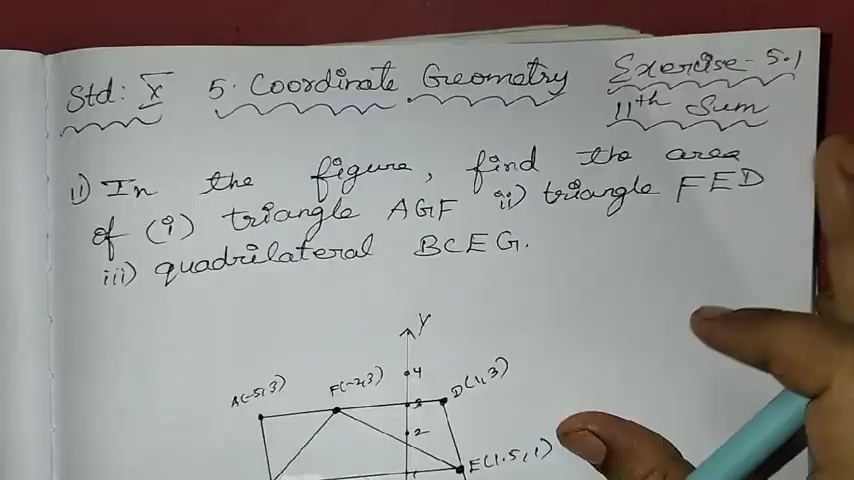 Std: X 5. Coordinate Geometry Exercise-5.1
11th Sum
11) In the figure, find the area
of (i) triangle AGF ii) triangle FED
iii) quadrilateral BCEG.
Y
4
A(-5,3) F(-2,3) D(1,3)
3
2
E(1.5,1)
1